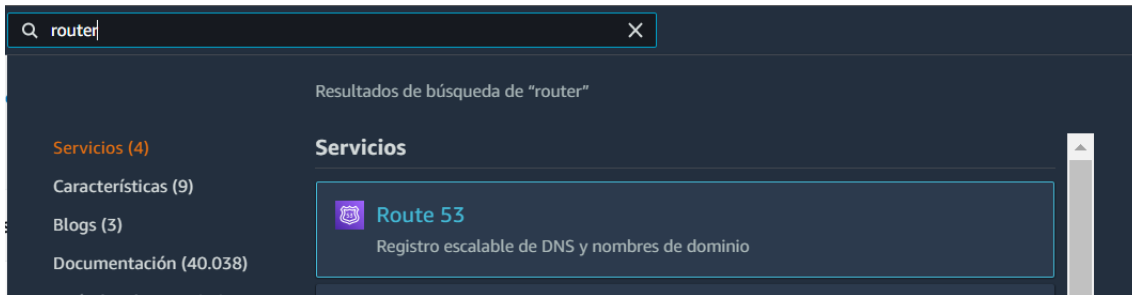 router
Resultados de búsqueda de “router”
Servicios (4)
Servicios
Características (9)
Route 53
Blogs (3)
Registro escalable de DNS y nombres de dominio
Documentación (40.038)